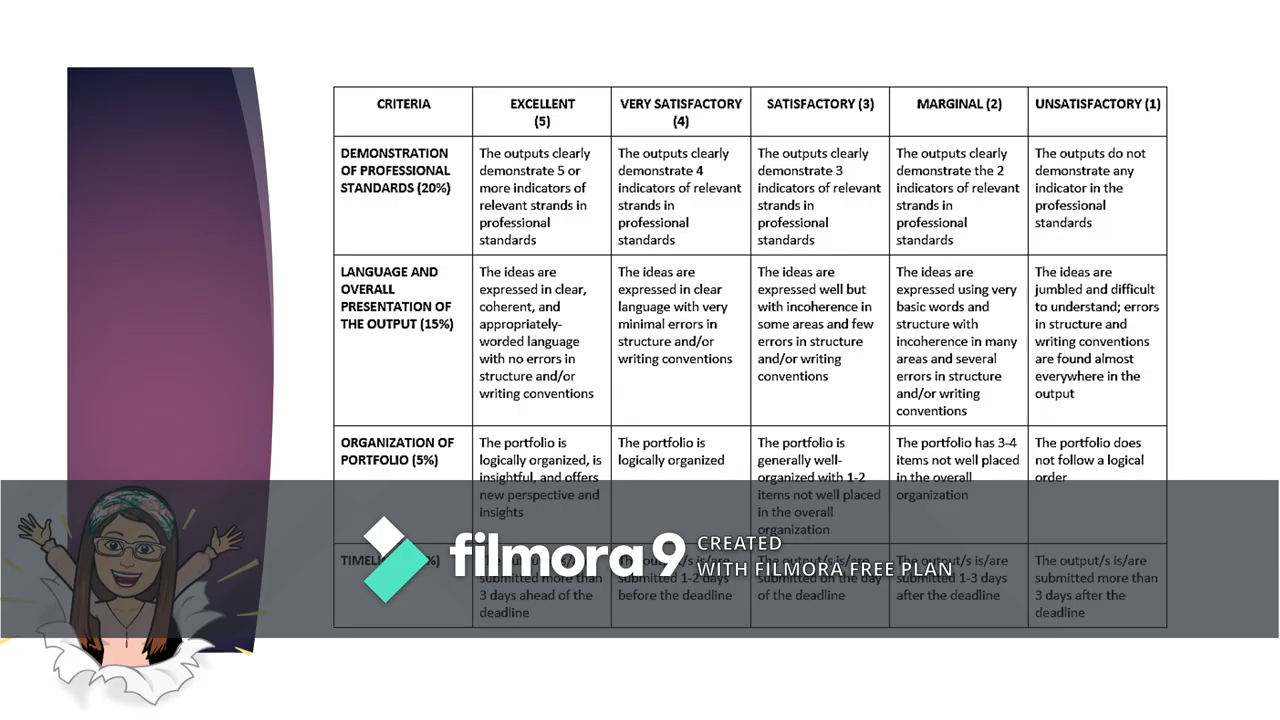 CRITERIA
EXCELLENT
(5)
VERY SATISFACTORY
(4)
SATISFACTORY (3)
MARGINAL (2)
UNSATISFACTORY (1)
DEMONSTRATION
OF PROFESSIONAL
STANDARDS (20%)
The outputs clearly
demonstrate 5 or
more indicators of
relevant strands in
professional
standards
The outputs clearly
demonstrate 4
indicators of relevant
strands in
professional
standards
The outputs clearly
demonstrate 3
indicators of relevant
strands in
professional
standards
The outputs clearly
demonstrate the 2
indicators of relevant
strands in
professional
standards
The outputs do not
demonstrate any
indicator in the
professional
standards
LANGUAGE AND
OVERALL
PRESENTATION OF
THE OUTPUT (15%)
The ideas are
expressed in clear,
coherent, and
appropriately-
worded language
with no errors in
structure and/or
writing conventions
The ideas are
expressed in clear
language with very
minimal errors in
structure and/or
writing conventions
The ideas are
expressed well but
with incoherence in
some areas and few
errors in structure
and/or writing
conventions
The ideas are
expressed using very
basic words and
structure with
incoherence in many
areas and several
errors in structure
and/or writing
conventions
The ideas are
jumbled and difficult
to understand; errors
in structure and
writing conventions
are found almost
everywhere in the
output
ORGANIZATION OF
PORTFOLIO (5%)
The portfolio is
logically organized, is
insightful, and offers
new perspective and
insights
The portfolio is
logically organized
The portfolio is
generally well-
organized with 1-2
items not well placed
in the overall
organization
The portfolio has 3-4
items not well placed
in the overall
organization
The portfolio does
not follow a logical
order
submitted more than
3 days ahead of the
deadline
submitted 1-2 days
before the deadline
The output/s is/are
submitted on the day
of the deadline
The output/s is/are
submitted 1-3 days
after the deadline
The output/s is/are
submitted more than
3 days after the
deadline
filmora9
CREATED
WITH FILMORA FREE PLAN